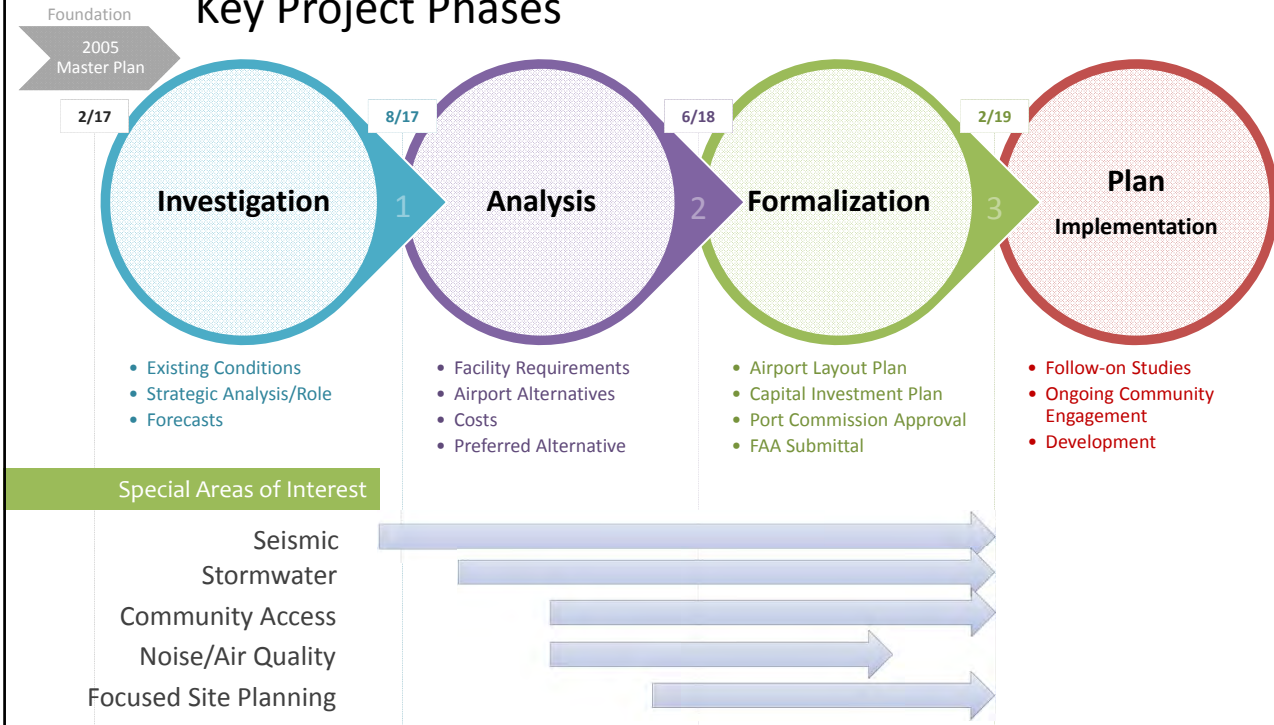 Key Project Phases
Foundation
2005
Master Plan
2/17
8/17
6/18
2/19
Investigation
1
Analysis
2
Formalization
3
Plan
Implementation
• Existing Conditions
• Strategic Analysis/Role
• Forecasts
• Facility Requirements
• Airport Alternatives
• Costs
• Preferred Alternative
• Airport Layout Plan
• Capital Investment Plan
• Port Commission Approval
• FAA Submittal
• Follow-on Studies
• Ongoing Community
Engagement
• Development
Special Areas of Interest
Seismic
Stormwater
Community Access
Noise/Air Quality
Focused Site Planning